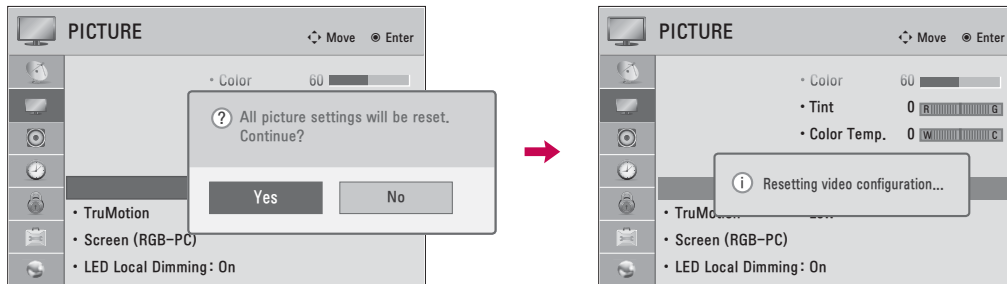 PICTURE
Move Enter
• Color 60
? All picture settings will be reset.
Continue?
Yes No
• TruMotion
• Screen (RGB-PC)
• LED Local Dimming: On
PICTURE
Move Enter
• Color 60
• Tint 0 R G
• Color Temp. 0 W C
i Resetting video configuration...
• Screen (RGB-PC)
• LED Local Dimming: On